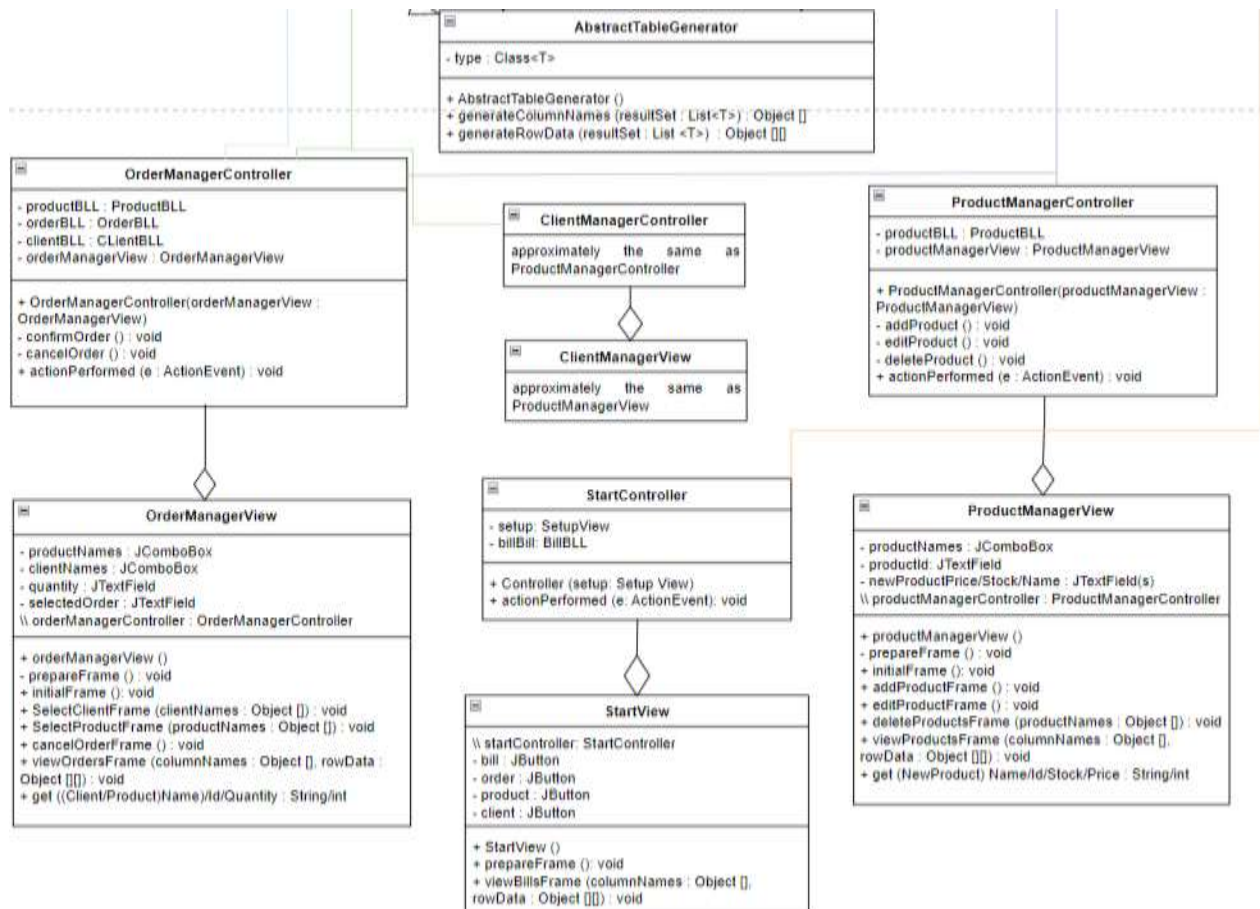 AbstractTableGenerator
- type : Class<T>
+ AbstractTableGenerator ()
+ generateColumnNames (resultSet : List<T>) : Object []
+ generateRowData (resultSet : List <T>) : Object [][]
OrderManagerController
- productBLL : ProductBLL
- orderBLL : OrderBLL
- clientBLL : CLientBLL
- orderManagerView : OrderManagerView
+ OrderManagerController(orderManagerView :
OrderManagerView)
- confirmOrder () : void
- cancelOrder () : void
+ actionPerformed (e : ActionEvent) : void
ClientManagerController
approximately the same as
ProductManagerController
ClientManagerView
approximately the same as
ProductManagerView
ProductManagerController
- productBLL : ProductBLL
- productManagerView : ProductManagerView
+ ProductManagerController(productManagerView :
ProductManagerView)
- addProduct () : void
- editProduct () : void
- deleteProduct () : void
+ actionPerformed (e : ActionEvent) : void
OrderManagerView
- productNames : JComboBox
- clientNames : JComboBox
- quantity : JTextField
- selectedOrder : JTextField
\\ orderManagerController : OrderManagerController
+ orderManagerView ()
- prepareFrame () : void
+ initialFrame (): void
+ SelectClientFrame (clientNames : Object []) : void
+ SelectProductFrame (productNames : Object []) : void
+ cancelOrderFrame () : void
+ viewOrdersFrame (columnNames : Object [], rowData :
Object [][]) : void
+ get ((Client/Product)Name)/Id/Quantity : String/int
StartController
- setup: SetupView
- billBill: BillBLL
+ Controller (setup: Setup View)
+ actionPerformed (e: ActionEvent): void
StartView
\\ startController: StartController
- bill : JButton
- order : JButton
- product : JButton
- client : JButton
+ StartView ()
+ prepareFrame (): void
+ viewBillsFrame (columnNames : Object [],
rowData : Object [][]) : void
ProductManagerView
- productNames : JComboBox
- productId: JTextField
- newProductPrice/Stock/Name : JTextField(s)
\\ productManagerController : ProductManagerController
+ productManagerView ()
- prepareFrame () : void
+ initialFrame (): void
+ addProductFrame () : void
+ editProductFrame () : void
+ deleteProductsFrame (productNames : Object []) : void
+ viewProductsFrame (columnNames : Object [],
rowData : Object [][]) : void
+ get (NewProduct) Name/Id/Stock/Price : String/int